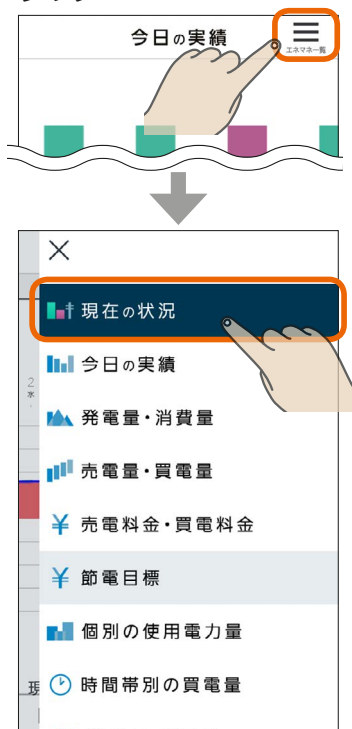 今日の実績
エネマネ一覧
現在の状況
今日の実績
2
水
発電量・消費量
売電量・買電量
売電料金・買電料金
節電目標
個別の使用電力量
現
時間帯別の買電量